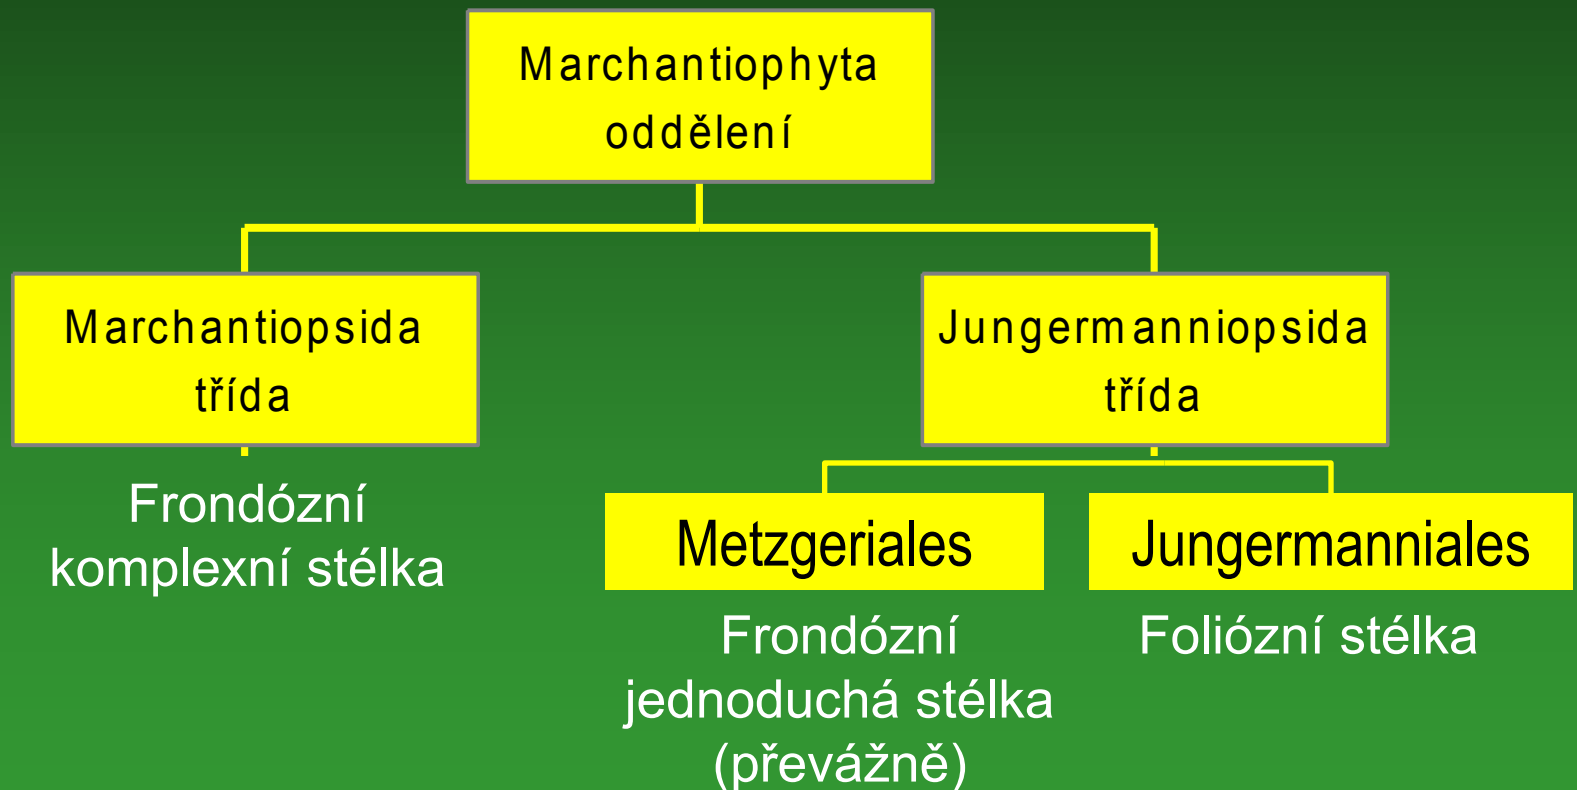 Marchantiophyta
oddělení
Marchantiopsida
třída
Jungermanniopsida
třída
Frondózní
komplexní stélka
Metzgeriales
Jungermanniales
Frondózní
jednoduchá stélka
(převážně)
Foliózní stélka